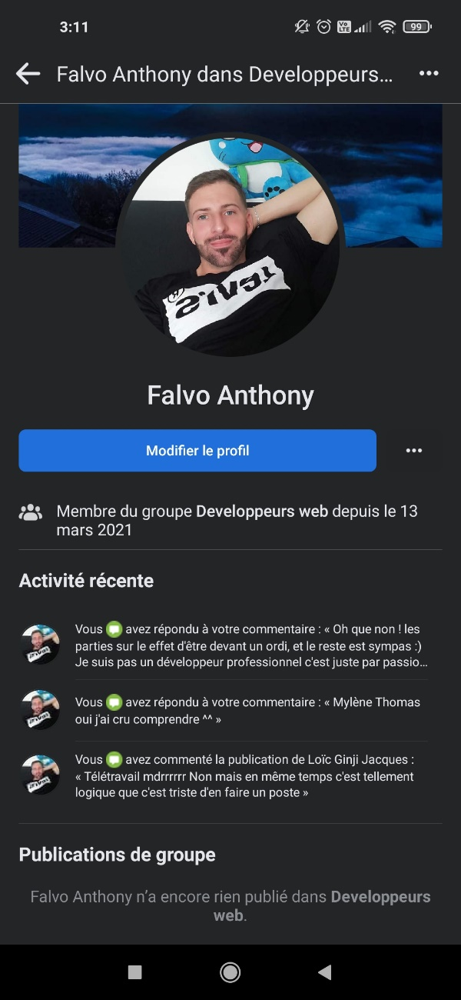 3:11
Vo
LTE
99
Falvo Anthony dans Developpeurs...
Levi's
®
Falvo Anthony
Modifier le profil
Membre du groupe Developpeurs web depuis le 13
mars 2021
Activité récente
Vous avez répondu à votre commentaire : « Oh que non ! les
parties sur le effet d'être devant un ordi, et le reste est sympas :)
Je suis pas un développeur professionnel c'est juste par passio...
Vous avez répondu à votre commentaire : « Mylène Thomas
oui j'ai cru comprendre ^^ »
Vous avez commenté la publication de Loïc Ginji Jacques :
« Télétravail mdrrrrrr Non mais en même temps c'est tellement
logique que c'est triste d'en faire un poste »
Publications de groupe
Falvo Anthony n'a encore rien publié dans Developpeurs
web.